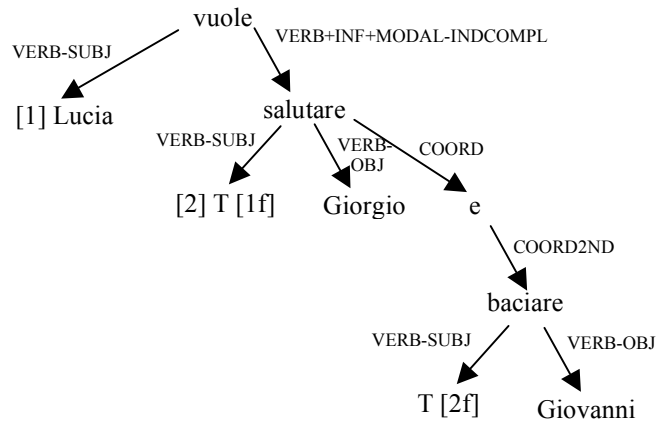 vuole
VERB-SUBJ
VERB+INF+MODAL-INDCOMPL
[1] Lucia
salutare
VERB-SUBJ
VERB-
OBJ
COORD
[2] T [1f]
Giorgio
e
COORD2ND
baciare
VERB-SUBJ
VERB-OBJ
T [2f]
Giovanni